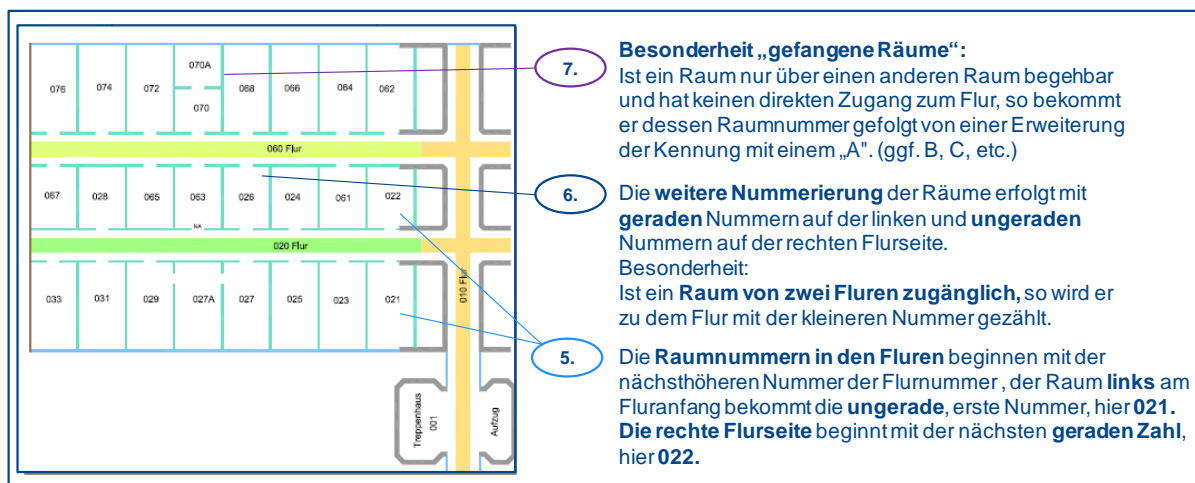 070A
076
074
072
070
068
066
064
062
060 Flur
067
028
065
063
026
024
061
022
NA
020 Flur
033
031
029
027A
027
025
023
021
010 Flur
Treppenhaus
001
Aufzug
7.
Besonderheit „gefangene Räume“:
Ist ein Raum nur über einen anderen Raum begehbar
und hat keinen direkten Zugang zum Flur, so bekommt
er dessen Raumnummer gefolgt von einer Erweiterung
der Kennung mit einem „A". (ggf. B, C, etc.)
6.
Die weitere Nummerierung der Räume erfolgt mit
geraden Nummern auf der linken und ungeraden
Nummern auf der rechten Flurseite.
Besonderheit:
Ist ein Raum von zwei Fluren zugänglich, so wird er
zu dem Flur mit der kleineren Nummer gezählt.
5.
Die Raumnummern in den Fluren beginnen mit der
nächsthöheren Nummer der Flurnummer , der Raum links am
Fluranfang bekommt die ungerade, erste Nummer, hier 021.
Die rechte Flurseite beginnt mit der nächsten geraden Zahl,
hier 022.